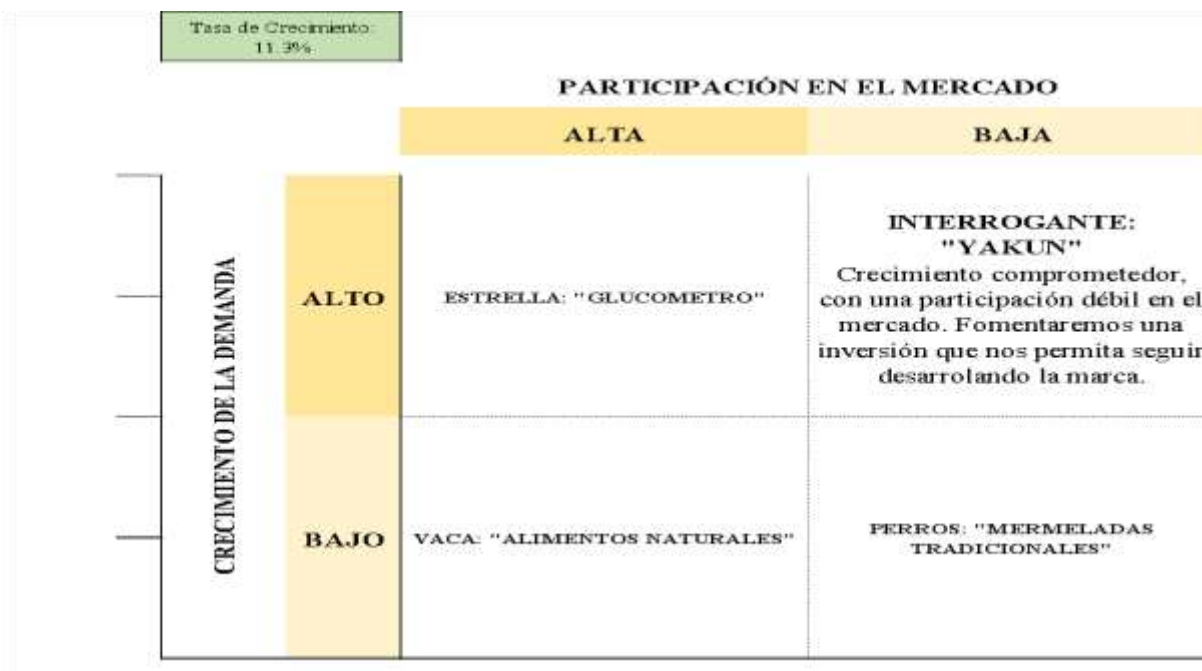 Tasa de Crecimiento:
11.3%
PARTICIPACIÓN EN EL MERCADO
ALTA
BAJA
CRECIMIENTO DE LA DEMANDA
ALTO
ESTRELLA: "GLUCOMETRO"
INTERROGANTE:
"YAKUN"
Crecimiento comprometedor,
con una participación débil en el
mercado. Fomentaremos una
inversión que nos permita seguir
desarrolando la marca.
BAJO
VACA: "ALIMENTOS NATURALES"
PERROS: "MERMELADAS
TRADICIONALES"